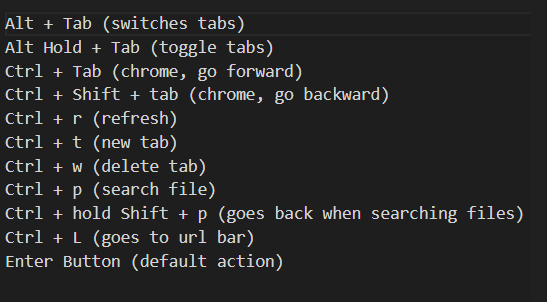 Alt + Tab (switches tabs)
Alt Hold + Tab (toggle tabs)
Ctrl + Tab (chrome, go forward)
Ctrl + Shift + tab (chrome, go backward)
Ctrl + r (refresh)
Ctrl + t (new tab)
Ctrl + w (delete tab)
Ctrl + p (search file)
Ctrl + hold Shift + p (goes back when searching files)
Ctrl + L (goes to url bar)
Enter Button (default action)